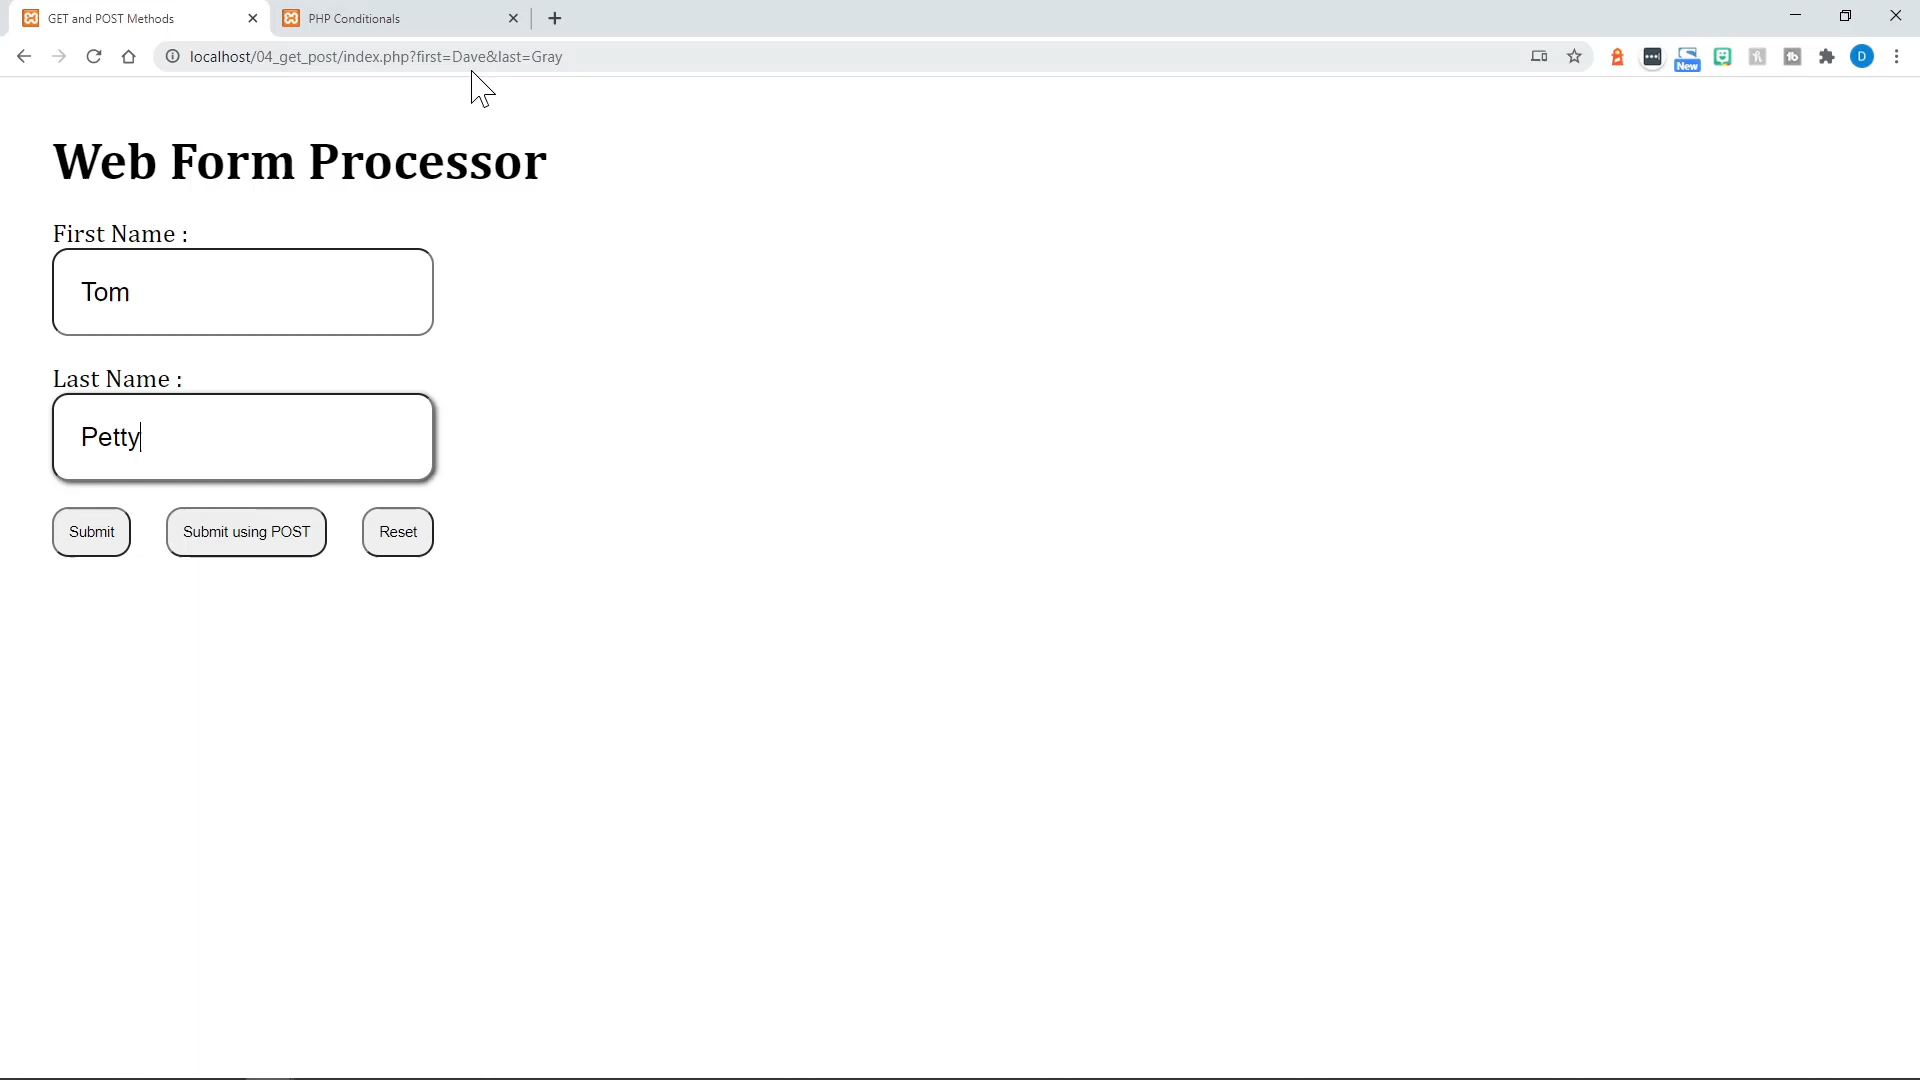 GET and POST Methods
PHP Conditionals
localhost/04_get_post/index.php?first=Dave&last=Gray
New
D
Web Form Processor
First Name :
Tom
Last Name :
Petty
Submit
Submit using POST
Reset